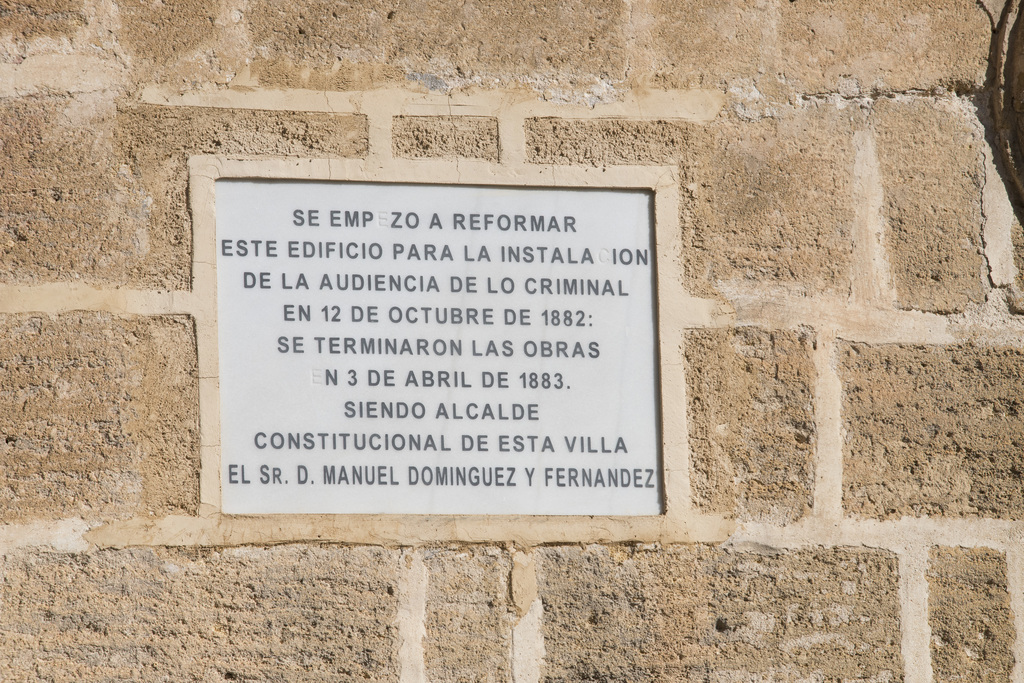 SE EMPEZO A REFORMAR
ESTE EDIFICIO PARA LA INSTALACION
DE LA AUDIENCIA DE LO CRIMINAL
EN 12 DE OCTUBRE DE 1882:
SE TERMINARON LAS OBRAS
EN 3 DE ABRIL DE 1883.
SIENDO ALCALDE
CONSTITUCIONAL DE ESTA VILLA
EL SR. D. MANUEL DOMINGUEZ Y FERNANDEZ